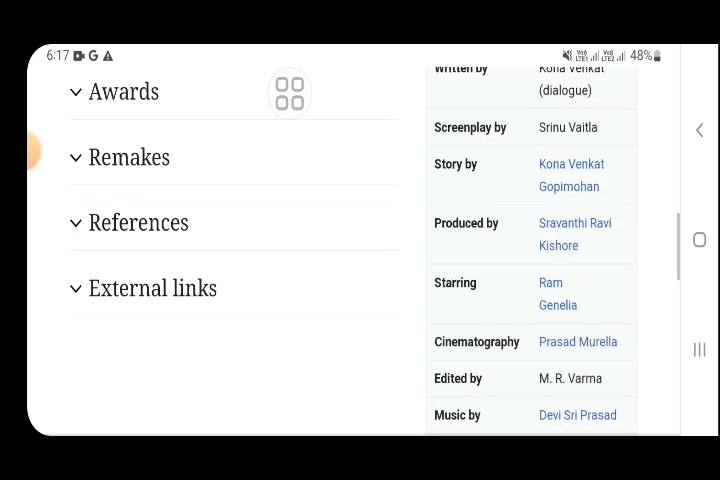 6:17 G 48%
Awards
Remakes
References
External links
Written by Kona Venkat
(dialogue)
Screenplay by Srinu Vaitla
Story by Kona Venkat
Gopimohan
Produced by Sravanthi Ravi
Kishore
Starring Ram
Genelia
Cinematography Prasad Murella
Edited by M. R. Varma
Music by Devi Sri Prasad